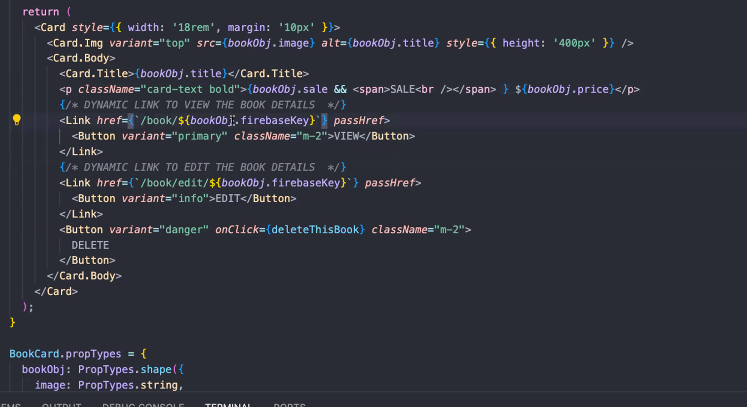 return (
<Card style={{ width: '18rem', margin: '10px' }}>
<Card.Img variant="top" src={bookObj.image} alt={bookObj.title} style={{ height: '400px' }} />
<Card.Body>
<Card.Title>{bookObj.title}</Card.Title>
<p className="card-text bold">{bookObj.sale && <span>SALE<br /></span> } ${bookObj.price}</p>
{/* DYNAMIC LINK TO VIEW THE BOOK DETAILS  */}
<Link href={`/book/${bookObj.firebaseKey}`} passHref>
<Button variant="primary" className="m-2">VIEW</Button>
</Link>
{/* DYNAMIC LINK TO EDIT THE BOOK DETAILS  */}
<Link href={`/book/edit/${bookObj.firebaseKey}`} passHref>
<Button variant="info">EDIT</Button>
</Link>
<Button variant="danger" onClick={deleteThisBook} className="m-2">
DELETE
</Button>
</Card.Body>
</Card>
);
}
BookCard.propTypes = {
bookObj: PropTypes.shape({
image: PropTypes.string,
EMS OUTPUT DEBUG CONSOLE TERMINAL PORTS